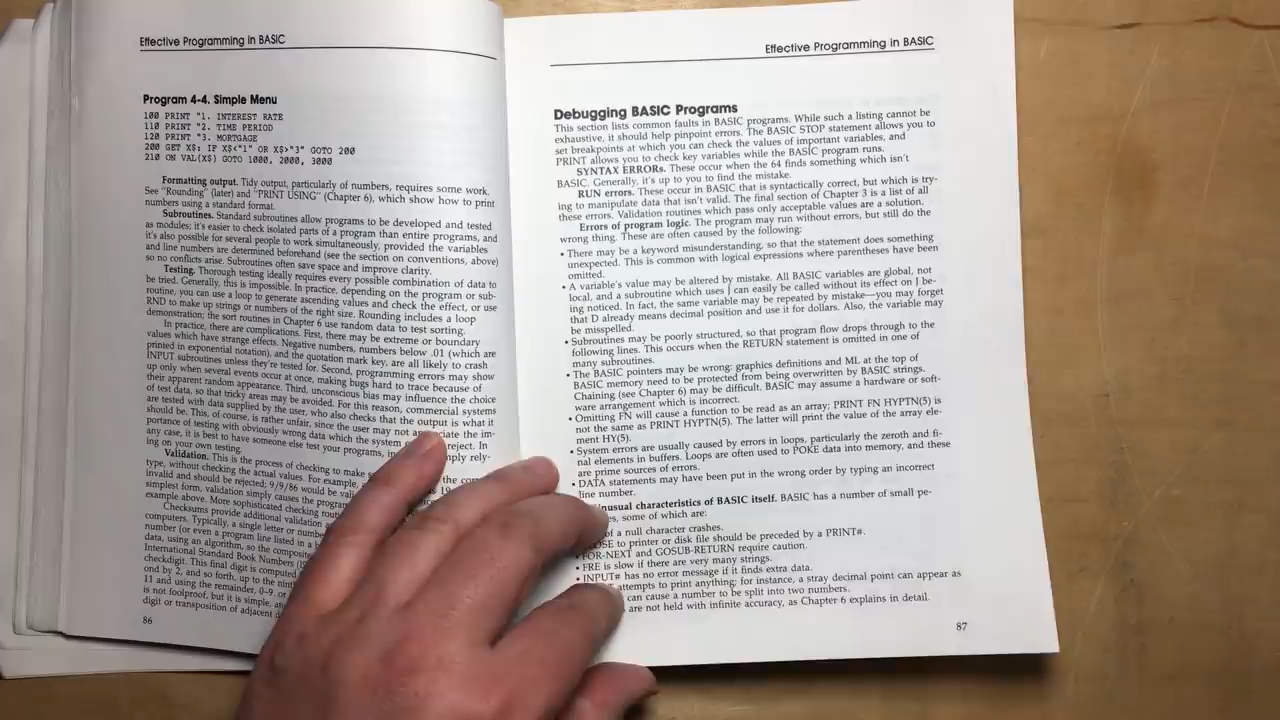 Effective Programming in BASIC
Program 4-4. Simple Menu
100 PRINT "1. INTEREST RATE
110 PRINT "2. TIME PERIOD
120 PRINT "3. MORTGAGE
200 GET X$: IF X$<"1" OR X$>"3" GOTO 200
210 ON VAL(X$) GOTO 1000, 2000, 3000
Formatting output. Tidy output, particularly of numbers, requires some work.
See "Rounding" (later) and "PRINT USING" (Chapter 6), which show how to print
numbers using a standard format.
Subroutines. Standard subroutines allow programs to be developed and tested
as modules; it's easier to check isolated parts of a program than entire programs, and
it's also possible for several people to work simultaneously, provided the variables
and line numbers are determined beforehand (see the section on conventions, above)
so no conflicts arise. Subroutines often save space and improve clarity.
Testing. Thorough testing ideally requires every possible combination of data to
be tried. Generally, this is impossible. In practice, depending on the program or sub-
routine, you can use a loop to generate ascending values and check the effect, or use
RND to make up strings or numbers of the right size. Rounding includes a loop
demonstration; the sort routines in Chapter 6 use random data to test sorting.
In practice, there are complications. First, there may be extreme or boundary
values which have strange effects. Negative numbers, numbers below .01 (which are
printed in exponential notation), and the quotation mark key, are all likely to crash
INPUT subroutines unless they're tested for. Second, programming errors may show
up only when several events occur at once, making bugs hard to trace because of
their apparent random appearance. Third, unconscious bias may influence the choice
of test data, so that tricky areas may be avoided. For this reason, commercial systems
are tested with data supplied by the user, who also checks that the output is what it
should be. This, of course, is rather unfair, since the user may not appreciate the im-
portance of testing with obviously wrong data which the system reject. In
any case, it is best to have someone else test your programs, in mply rely-
ing on your own testing.
Validation. This is the process of checking to make the
type, without checking the actual values. For example,
invalid and should be rejected; 9/9/86 would be
simplest form, validation simply causes the
example above. More sophisticated checking
Checksums provide additional validation
computers. Typically, a single letter or
number (or even a program line listed in a
data, using an algorithm, so the
International Standard Book Numbers
checkdigit. This final digit is computed
ond by 2, and so forth, up to the
11 and using the remainder, 0-9, or
is not foolproof, but it is simple,
digit or transposition of adjacent
86
Effective Programming in BASIC
Debugging BASIC Programs
This section lists common faults in BASIC programs. While such a listing cannot be
exhaustive, it should help pinpoint errors. The BASIC STOP statement allows you to
set breakpoints at which you can check the values of important variables, and
PRINT allows you to check key variables while the BASIC program runs.
SYNTAX ERRORs. These occur when the 64 finds something which isn't
BASIC. Generally, it's up to you to find the mistake.
RUN errors. These occur in BASIC that is syntactically correct, but which is try-
ing to manipulate data that isn't valid. The final section of Chapter 3 is a list of all
these errors. Validation routines which pass only acceptable values are a solution.
Errors of program logic. The program may run without errors, but still do the
wrong thing. These are often caused by the following:
• There may be a keyword misunderstanding, so that the statement does something
unexpected. This is common with logical expressions where parentheses have been
omitted.
• A variable's value may be altered by mistake. All BASIC variables are global, not
local, and a subroutine which uses J can easily be called without its effect on J be-
ing noticed. In fact, the same variable may be repeated by mistake—you may forget
that D already means decimal position and use it for dollars. Also, the variable may
be misspelled.
• Subroutines may be poorly structured, so that program flow drops through to the
following lines. This occurs when the RETURN statement is omitted in one of
many subroutines.
• The BASIC pointers may be wrong: graphics definitions and ML at the top of
BASIC memory need to be protected from being overwritten by BASIC strings.
Chaining (see Chapter 6) may be difficult. BASIC may assume a hardware or soft-
ware arrangement which is incorrect.
• Omitting FN will cause a function to be read as an array; PRINT FN HYPTN(5) is
not the same as PRINT HYPTN(5). The latter will print the value of the array ele-
ment HY(5).
• System errors are usually caused by errors in loops, particularly the zeroth and fi-
nal elements in buffers. Loops are often used to POKE data into memory, and these
are prime sources of errors.
• DATA statements may have been put in the wrong order by typing an incorrect
line number.
nusual characteristics of BASIC itself. BASIC has a number of small pe-
es, some of which are:
of a null character crashes.
LOSE to printer or disk file should be preceded by a PRINT#.
• FOR-NEXT and GOSUB-RETURN require caution.
• FRE is slow if there are very many strings.
• INPUT# has no error message if it finds extra data.
attempts to print anything; for instance, a stray decimal point can appear as
can cause a number to be split into two numbers.
are not held with infinite accuracy, as Chapter 6 explains in detail.
87